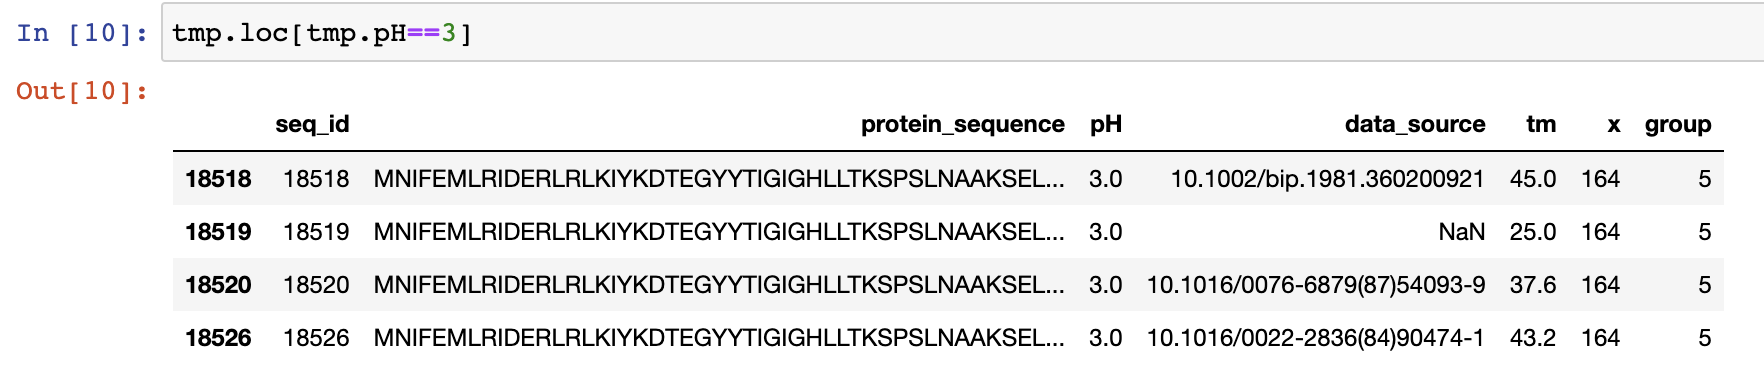 In [10]: tmp.loc[tmp.pH==3]
Out[10]:
seq_id protein_sequence pH data_source tm x group
18518 18518 MNIFEMLRIDERLRLKIYKDTEGYYTIGIGHLLTKSPSLNAAKSEL... 3.0 10.1002/bip.1981.360200921 45.0 164 5
18519 18519 MNIFEMLRIDERLRLKIYKDTEGYYTIGIGHLLTKSPSLNAAKSEL... 3.0 NaN 25.0 164 5
18520 18520 MNIFEMLRIDERLRLKIYKDTEGYYTIGIGHLLTKSPSLNAAKSEL... 3.0 10.1016/0076-6879(87)54093-9 37.6 164 5
18526 18526 MNIFEMLRIDERLRLKIYKDTEGYYTIGIGHLLTKSPSLNAAKSEL... 3.0 10.1016/0022-2836(84)90474-1 43.2 164 5